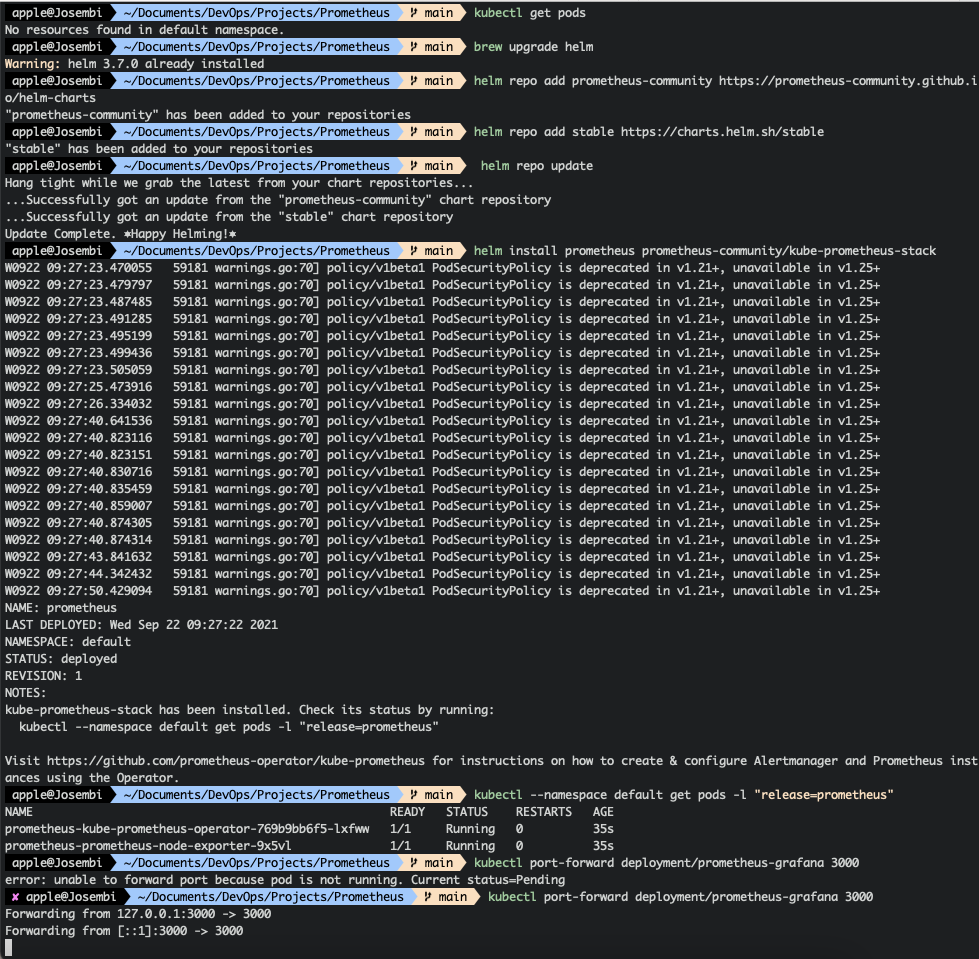 apple@Josembi ~/Documents/DevOps/Projects/Prometheus main kubectl get pods
No resources found in default namespace.
apple@Josembi ~/Documents/DevOps/Projects/Prometheus main brew upgrade helm
Warning: helm 3.7.0 already installed
apple@Josembi ~/Documents/DevOps/Projects/Prometheus main helm repo add prometheus-community https://prometheus-community.github.i
o/helm-charts
"prometheus-community" has been added to your repositories
apple@Josembi ~/Documents/DevOps/Projects/Prometheus main helm repo add stable https://charts.helm.sh/stable
"stable" has been added to your repositories
apple@Josembi ~/Documents/DevOps/Projects/Prometheus main helm repo update
Hang tight while we grab the latest from your chart repositories...
...Successfully got an update from the "prometheus-community" chart repository
...Successfully got an update from the "stable" chart repository
Update Complete. *Happy Helming!*
apple@Josembi ~/Documents/DevOps/Projects/Prometheus main helm install prometheus prometheus-community/kube-prometheus-stack
W0922 09:27:23.470055 59181 warnings.go:70] policy/v1beta1 PodSecurityPolicy is deprecated in v1.21+, unavailable in v1.25+
W0922 09:27:23.479797 59181 warnings.go:70] policy/v1beta1 PodSecurityPolicy is deprecated in v1.21+, unavailable in v1.25+
W0922 09:27:23.487485 59181 warnings.go:70] policy/v1beta1 PodSecurityPolicy is deprecated in v1.21+, unavailable in v1.25+
W0922 09:27:23.491285 59181 warnings.go:70] policy/v1beta1 PodSecurityPolicy is deprecated in v1.21+, unavailable in v1.25+
W0922 09:27:23.495199 59181 warnings.go:70] policy/v1beta1 PodSecurityPolicy is deprecated in v1.21+, unavailable in v1.25+
W0922 09:27:23.499436 59181 warnings.go:70] policy/v1beta1 PodSecurityPolicy is deprecated in v1.21+, unavailable in v1.25+
W0922 09:27:23.505059 59181 warnings.go:70] policy/v1beta1 PodSecurityPolicy is deprecated in v1.21+, unavailable in v1.25+
W0922 09:27:25.473916 59181 warnings.go:70] policy/v1beta1 PodSecurityPolicy is deprecated in v1.21+, unavailable in v1.25+
W0922 09:27:26.334032 59181 warnings.go:70] policy/v1beta1 PodSecurityPolicy is deprecated in v1.21+, unavailable in v1.25+
W0922 09:27:40.641536 59181 warnings.go:70] policy/v1beta1 PodSecurityPolicy is deprecated in v1.21+, unavailable in v1.25+
W0922 09:27:40.823116 59181 warnings.go:70] policy/v1beta1 PodSecurityPolicy is deprecated in v1.21+, unavailable in v1.25+
W0922 09:27:40.823151 59181 warnings.go:70] policy/v1beta1 PodSecurityPolicy is deprecated in v1.21+, unavailable in v1.25+
W0922 09:27:40.830716 59181 warnings.go:70] policy/v1beta1 PodSecurityPolicy is deprecated in v1.21+, unavailable in v1.25+
W0922 09:27:40.835459 59181 warnings.go:70] policy/v1beta1 PodSecurityPolicy is deprecated in v1.21+, unavailable in v1.25+
W0922 09:27:40.859007 59181 warnings.go:70] policy/v1beta1 PodSecurityPolicy is deprecated in v1.21+, unavailable in v1.25+
W0922 09:27:40.874305 59181 warnings.go:70] policy/v1beta1 PodSecurityPolicy is deprecated in v1.21+, unavailable in v1.25+
W0922 09:27:40.874314 59181 warnings.go:70] policy/v1beta1 PodSecurityPolicy is deprecated in v1.21+, unavailable in v1.25+
W0922 09:27:43.841632 59181 warnings.go:70] policy/v1beta1 PodSecurityPolicy is deprecated in v1.21+, unavailable in v1.25+
W0922 09:27:44.342432 59181 warnings.go:70] policy/v1beta1 PodSecurityPolicy is deprecated in v1.21+, unavailable in v1.25+
W0922 09:27:50.429094 59181 warnings.go:70] policy/v1beta1 PodSecurityPolicy is deprecated in v1.21+, unavailable in v1.25+
NAME: prometheus
LAST DEPLOYED: Wed Sep 22 09:27:22 2021
NAMESPACE: default
STATUS: deployed
REVISION: 1
NOTES:
kube-prometheus-stack has been installed. Check its status by running:
kubectl --namespace default get pods -l "release=prometheus"
Visit https://github.com/prometheus-operator/kube-prometheus for instructions on how to create & configure Alertmanager and Prometheus inst
ances using the Operator.
apple@Josembi ~/Documents/DevOps/Projects/Prometheus main kubectl --namespace default get pods -l "release=prometheus"
NAME READY STATUS RESTARTS AGE
prometheus-kube-prometheus-operator-769b9bb6f5-lxfww 1/1 Running 0 35s
prometheus-prometheus-node-exporter-9x5vl 1/1 Running 0 35s
apple@Josembi ~/Documents/DevOps/Projects/Prometheus main kubectl port-forward deployment/prometheus-grafana 3000
error: unable to forward port because pod is not running. Current status=Pending
✘ apple@Josembi ~/Documents/DevOps/Projects/Prometheus main kubectl port-forward deployment/prometheus-grafana 3000
Forwarding from 127.0.0.1:3000 -> 3000
Forwarding from [::1]:3000 -> 3000